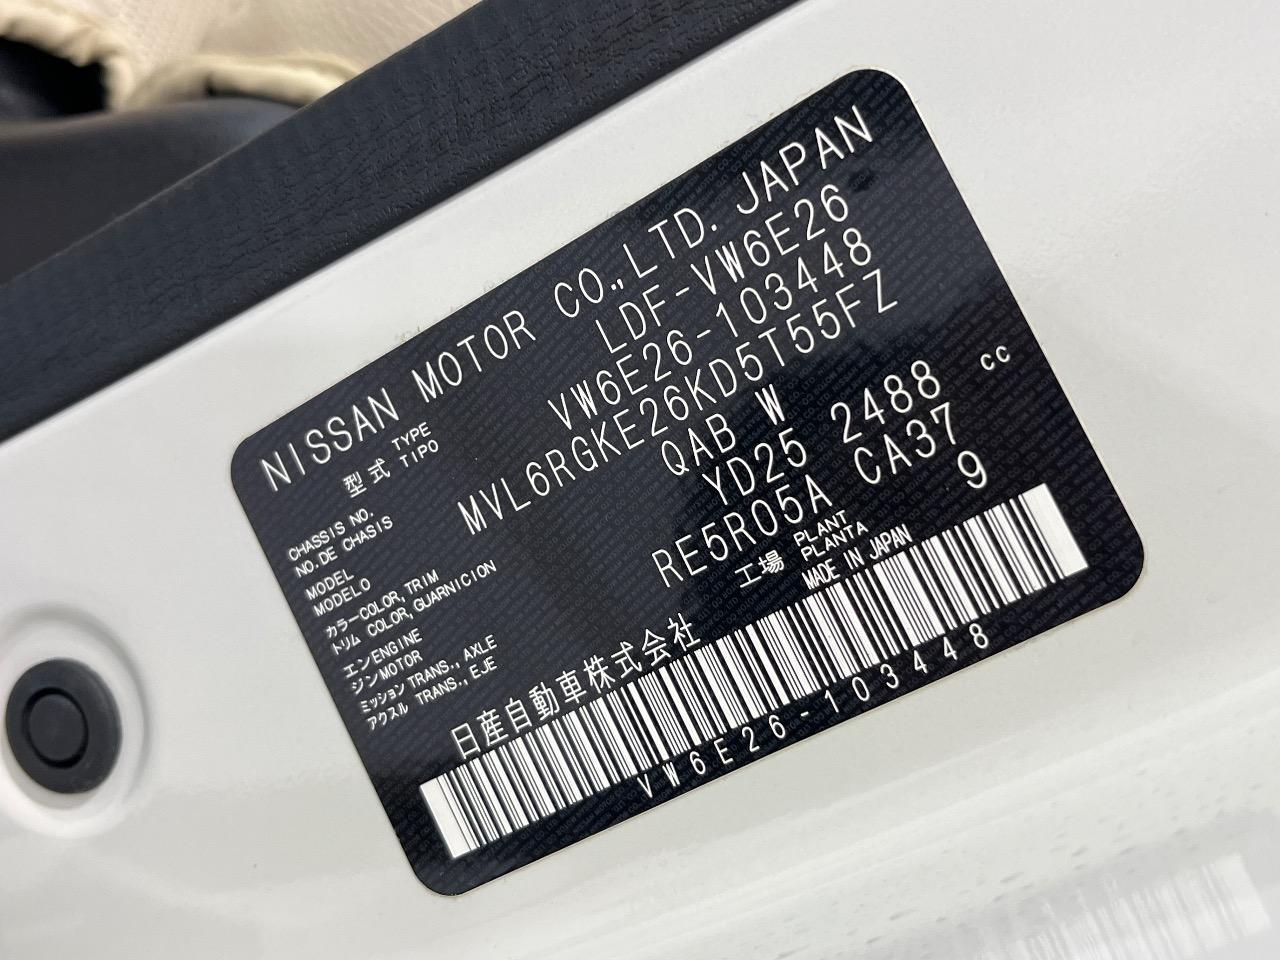 NISSAN MOTOR CO.,LTD. JAPAN
型式 TYPE TIPO LDF-VW6E26
CHASSIS NO. NO.DE CHASIS VW6E26-103448
MODEL MODELO MVL6RGKE26KD5T55FZ
カラー トリム COLOR,TRIM COLOR,GUARNICION QAB W
エンジン ENGINE MOTOR YD25 2488 cc
ミッション アクスル TRANS., AXLE TRANS., EJE RE5R05A CA37
工場 PLANT PLANTA 9
日産自動車株式会社 MADE IN JAPAN
VW6E26-103448